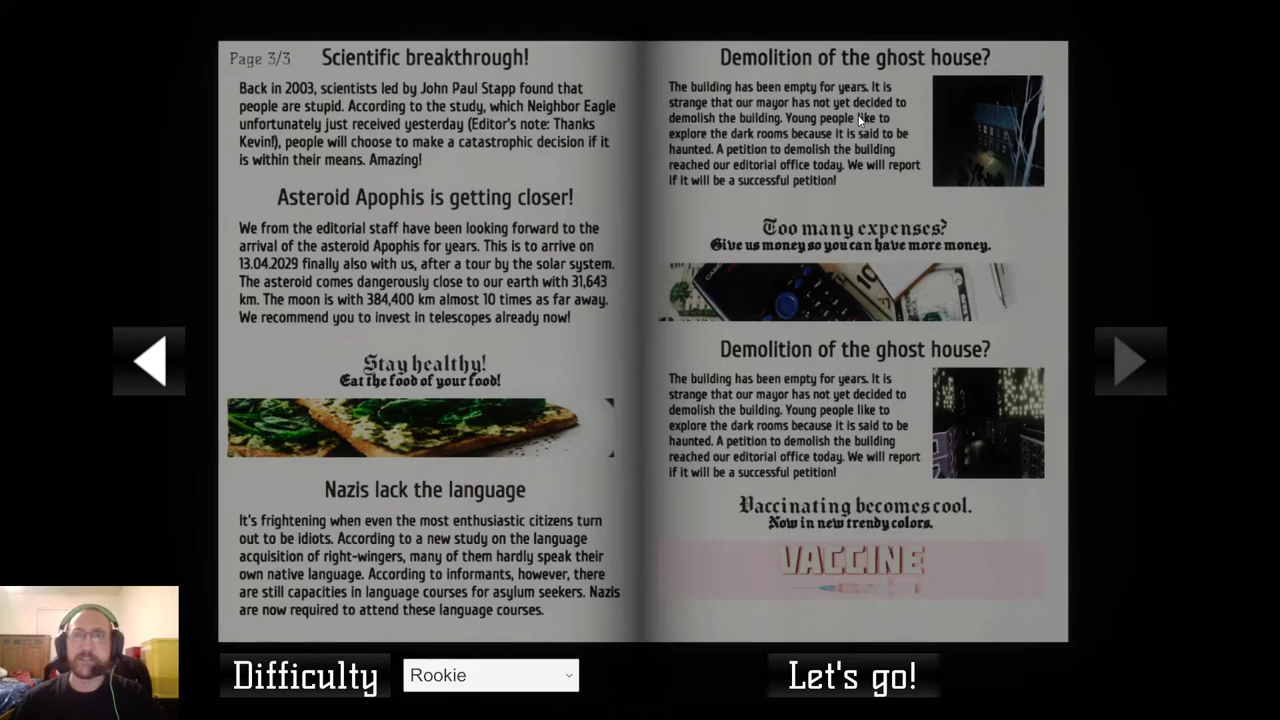 Page 3/3
Scientific breakthrough!
Back in 2003, scientists led by John Paul Stapp found that
people are stupid. According to the study, which Neighbor Eagle
unfortunately just received yesterday (Editor's note: Thanks
Kevin!), people will choose to make a catastrophic decision if it
is within their means. Amazing!
Asteroid Apophis is getting closer!
We from the editorial staff have been looking forward to the
arrival of the asteroid Apophis for years. This is to arrive on
13.04.2029 finally also with us, after a tour by the solar system.
The asteroid comes dangerously close to our earth with 31,643
km. The moon is with 384,400 km almost 10 times as far away.
We recommend you to invest in telescopes already now!
Stay healthy!
Eat the food of your food!
Nazis lack the language
It's frightening when even the most enthusiastic citizens turn
out to be idiots. According to a new study on the language
acquisition of right-wingers, many of them hardly speak their
own native language. According to informants, however, there
are still capacities in language courses for asylum seekers. Nazis
are now required to attend these language courses.
Demolition of the ghost house?
The building has been empty for years. It is
strange that our mayor has not yet decided to
demolish the building. Young people like to
explore the dark rooms because it is said to be
haunted. A petition to demolish the building
reached our editorial office today. We will report
if it will be a successful petition!
Too many expenses?
Give us money so you can have more money.
CASIO
10
Demolition of the ghost house?
The building has been empty for years. It is
strange that our mayor has not yet decided to
demolish the building. Young people like to
explore the dark rooms because it is said to be
haunted. A petition to demolish the building
reached our editorial office today. We will report
if it will be a successful petition!
Vaccinating becomes cool.
Now in new trendy colors.
VACCINE
Difficulty
Rookie
Let's go!